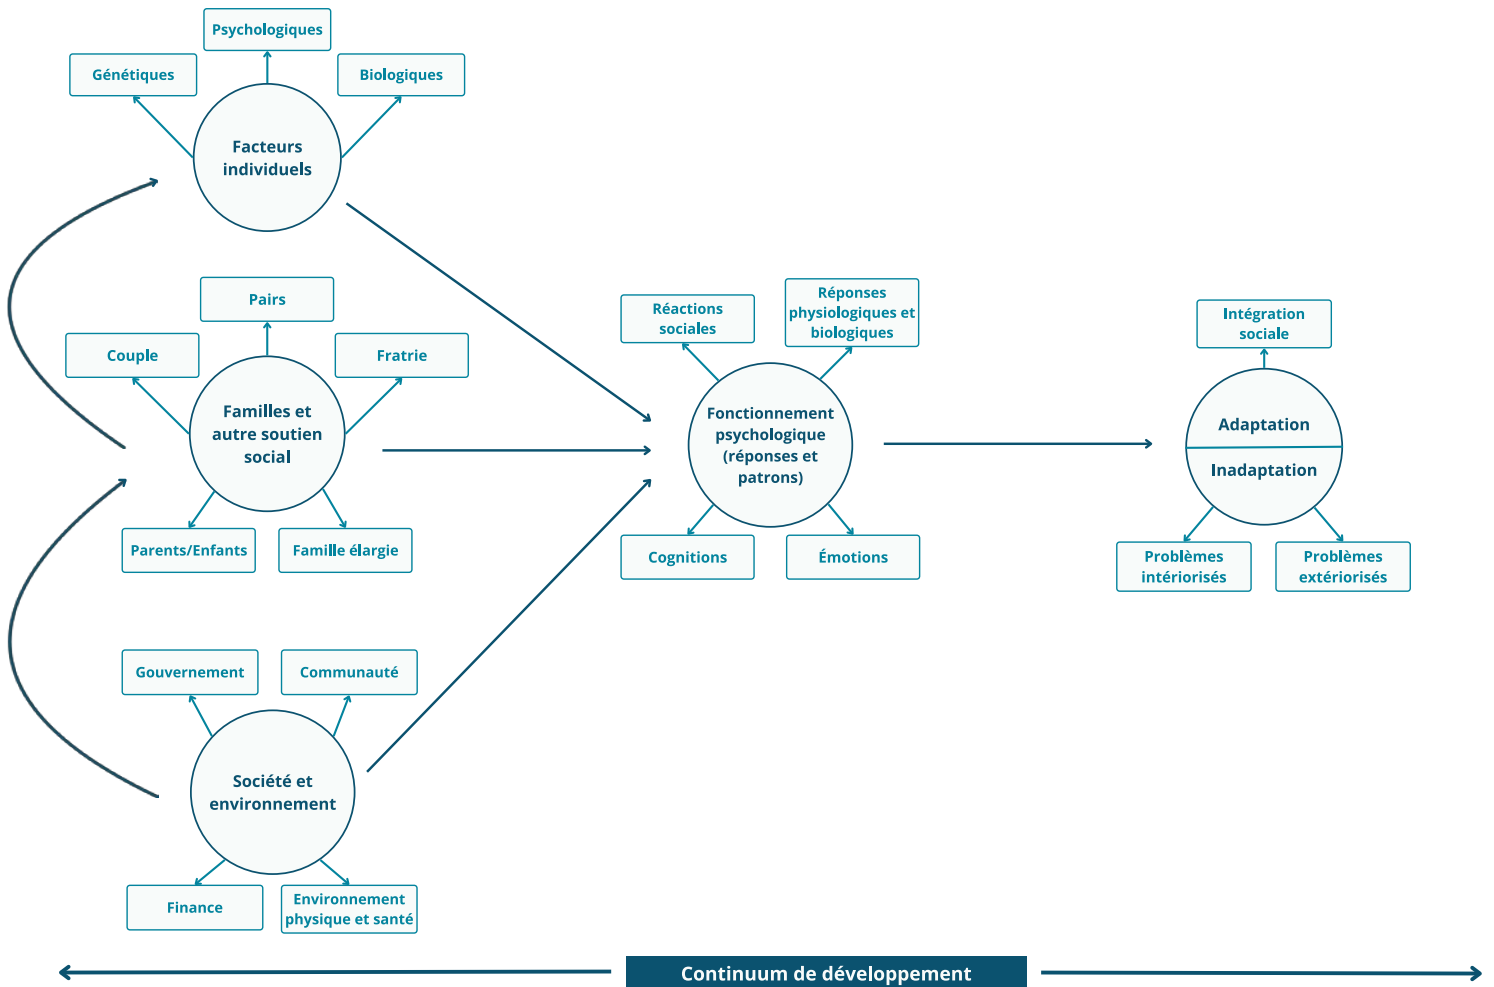 Psychologiques
Génétiques
Biologiques
Facteurs
individuels
Pairs
Couple
Fratrie
Familles et
autre soutien
social
Parents/Enfants
Famille élargie
Gouvernement
Communauté
Société et
environnement
Finance
Environnement
physique et santé
Réactions
sociales
Réponses
physiologiques et
biologiques
Fonctionnement
psychologique
(réponses et
patrons)
Cognitions
Émotions
Intégration
sociale
Adaptation
Inadaptation
Problèmes
intériorisés
Problèmes
extériorisés
Continuum de développement